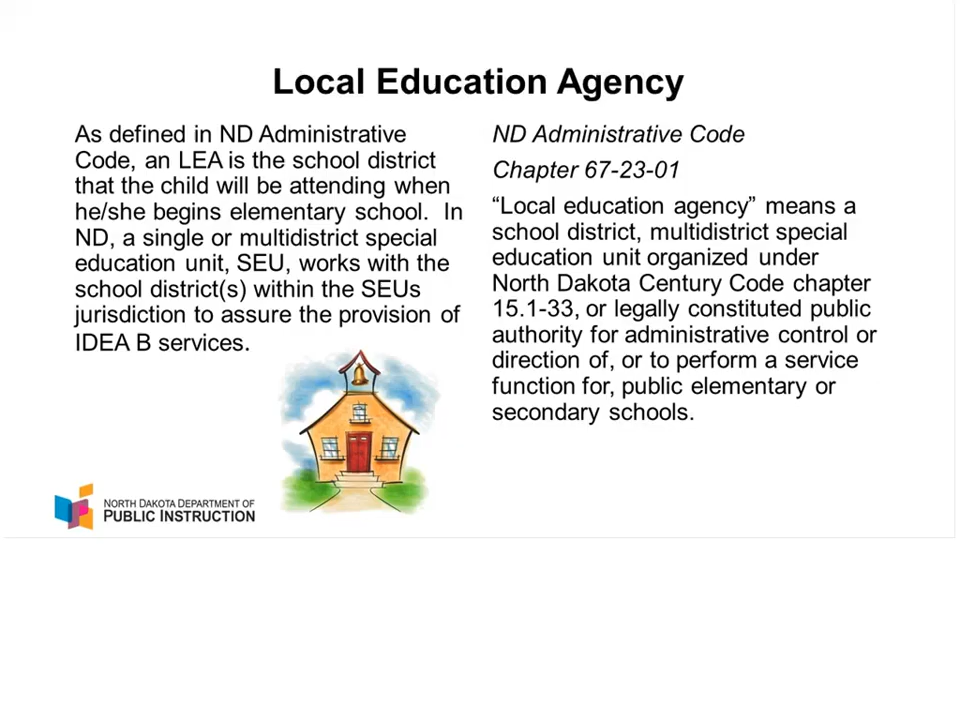 Local Education Agency
As defined in ND Administrative
Code, an LEA is the school district
that the child will be attending when
he/she begins elementary school.  In
ND, a single or multidistrict special
education unit, SEU, works with the
school district(s) within the SEUs
jurisdiction to assure the provision of
IDEA B services.
ND Administrative Code
Chapter 67-23-01
“Local education agency” means a
school district, multidistrict special
education unit organized under
North Dakota Century Code chapter
15.1-33, or legally constituted public
authority for administrative control or
direction of, or to perform a service
function for, public elementary or
secondary schools.
NORTH DAKOTA DEPARTMENT OF
PUBLIC INSTRUCTION